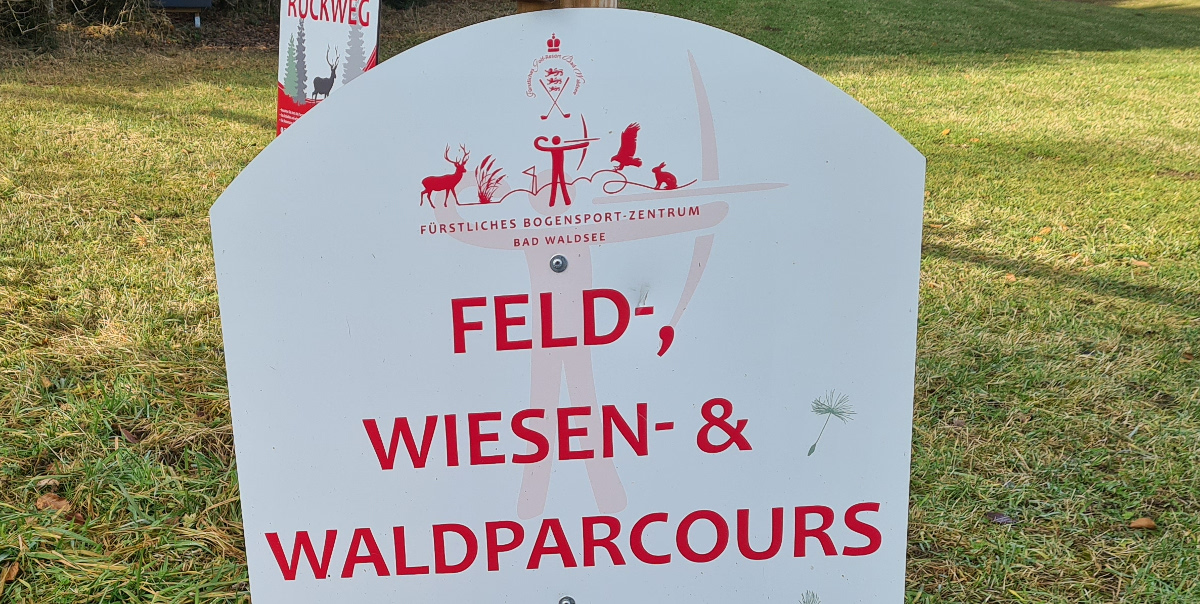 RÜCKWEG
FÜRSTLICHES BOGENSPORT-ZENTRUM
BAD WALDSEE
FELD-,
WIESEN- &
WALDPARCOURS